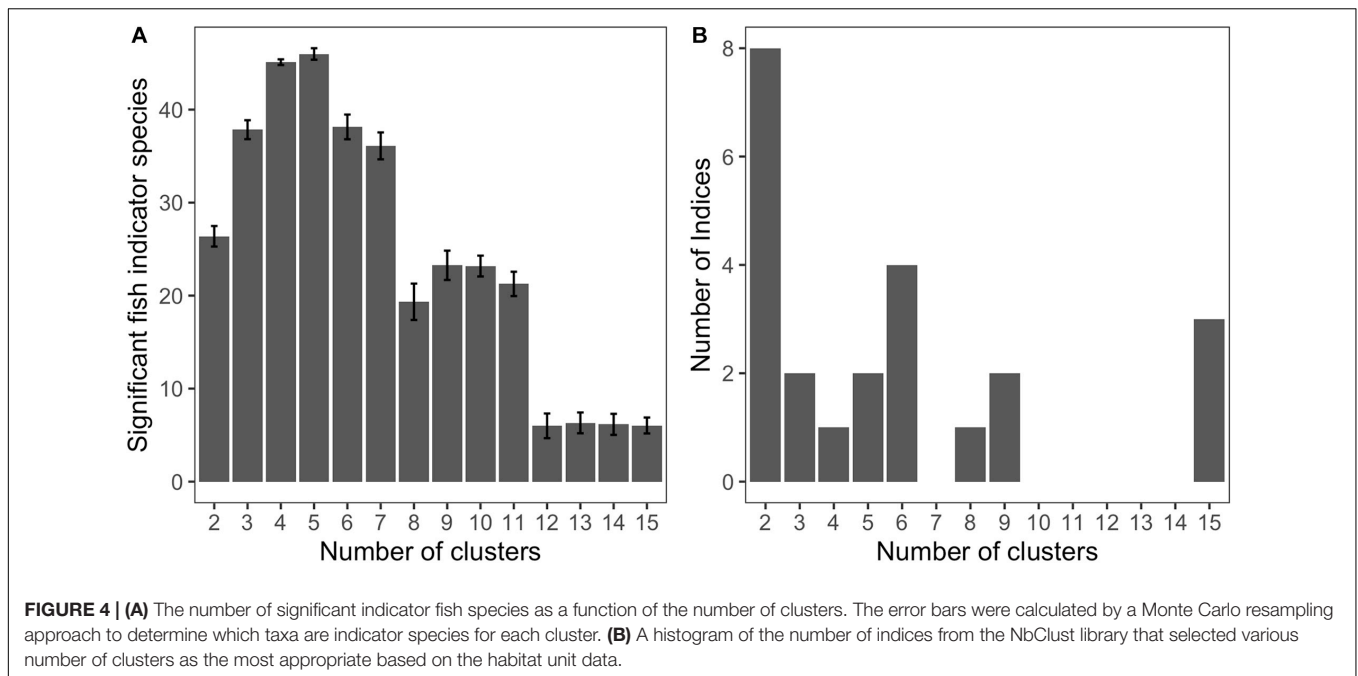 A
Significant fish indicator species
40
30
20
10
0
2 3 4 5 6 7 8 9 10 11 12 13 14 15
Number of clusters
B
Number of Indices
8
6
4
2
0
2 3 4 5 6 7 8 9 10 11 12 13 14 15
Number of clusters
FIGURE 4 | (A) The number of significant indicator fish species as a function of the number of clusters. The error bars were calculated by a Monte Carlo resampling
approach to determine which taxa are indicator species for each cluster. (B) A histogram of the number of indices from the NbClust library that selected various
number of clusters as the most appropriate based on the habitat unit data.